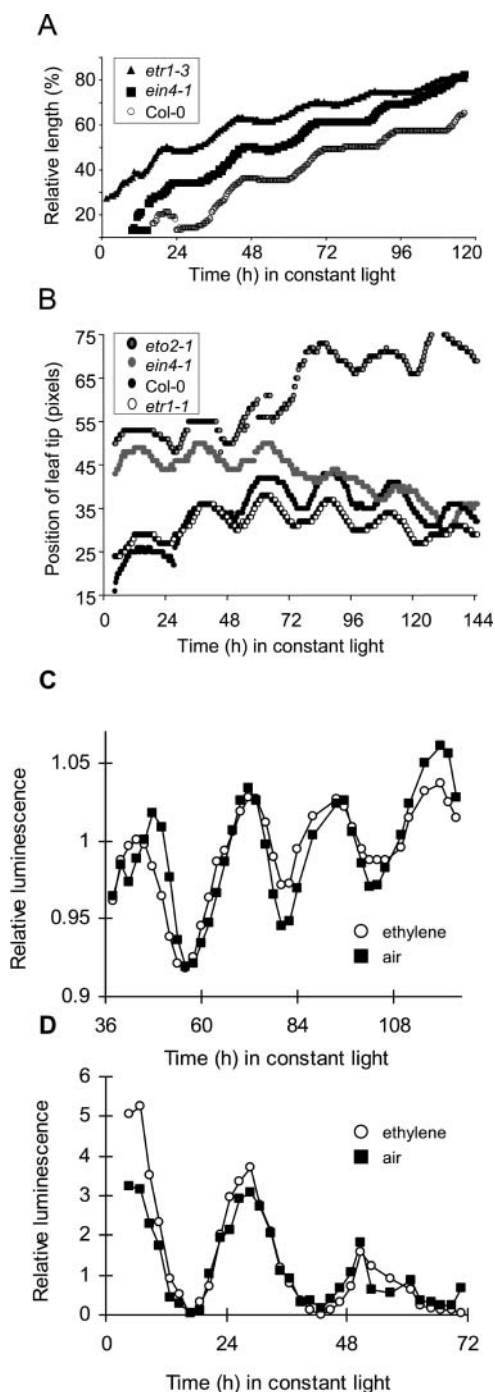 A
Relative length (%)
80
60
40
20
etr1-3
ein4-1
Col-0
0 24 48 72 96 120
Time (h) in constant light
B
Position of leaf tip (pixels)
75
65
55
45
35
25
15
eto2-1
ein4-1
Col-0
etr1-1
0 24 48 72 96 120 144
Time (h) in constant light
C
Relative luminescence
1.05
1
0.95
0.9
ethylene
air
36 60 84 108
Time (h) in constant light
D
Relative luminescence
6
5
4
3
2
1
0
ethylene
air
0 24 48 72
Time (h) in constant light